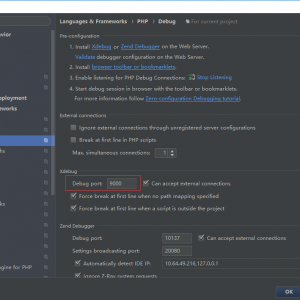 Languages & Frameworks › PHP › Debug
For current project
avior
Pre-configuration
1. Install Xdebug or Zend Debugger on the Web Server.
Validate debugger configuration on the Web Server.
2. Install browser toolbar or bookmarklets.
3. Enable listening for PHP Debug Connections: Stop Listening
4. Start debug session in browser with the toolbar or bookmarklets.
For more information follow Zero-configuration Debugging tutorial.
eployment
meworks
External connections
Ignore external connections through unregistered server configurations
Break at first line in PHP scripts
Max. simultaneous connections: 1
Xdebug
Debug port: 9000 Can accept external connections
Force break at first line when no path mapping specified
Force break at first line when a script is outside the project
Zend Debugger
Debug port: 10137 Can accept external connections
Settings broadcasting port: 20080
Automatically detect IDE IP: 10.64.49.216,127.0.0.1
ngine for PHP
Ignore Z-Ray system requests
OK